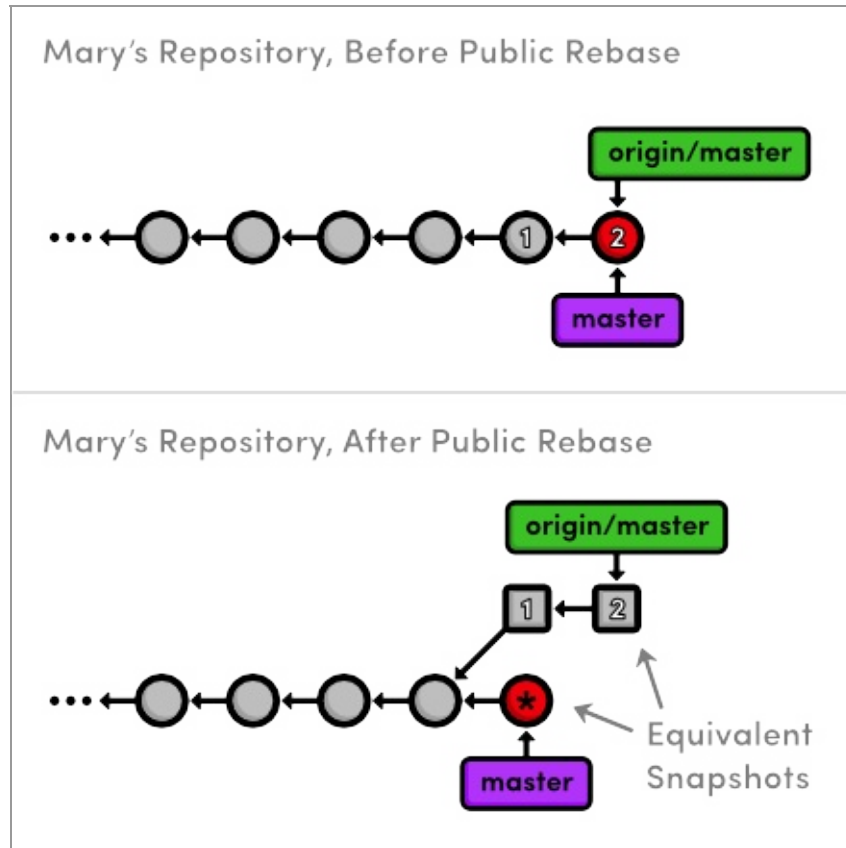 Mary's Repository, Before Public Rebase
origin/master
...
1
2
master
Mary's Repository, After Public Rebase
origin/master
1
2
...
*
master
Equivalent
Snapshots